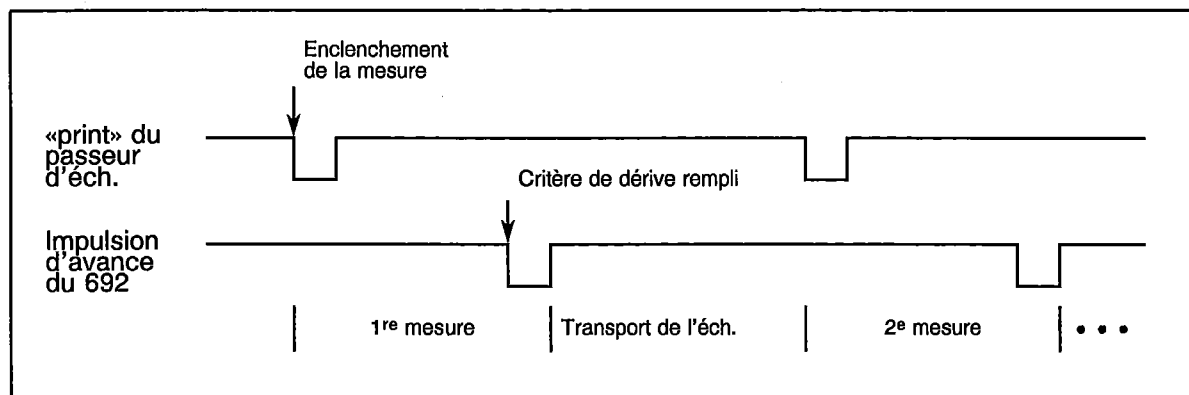 Enclenchement
de la mesure
«print» du
passeur
d'éch.
Critère de dérive rempli
Impulsion
d'avance
du 692
1re mesure
Transport de l'éch.
2e mesure
• • •